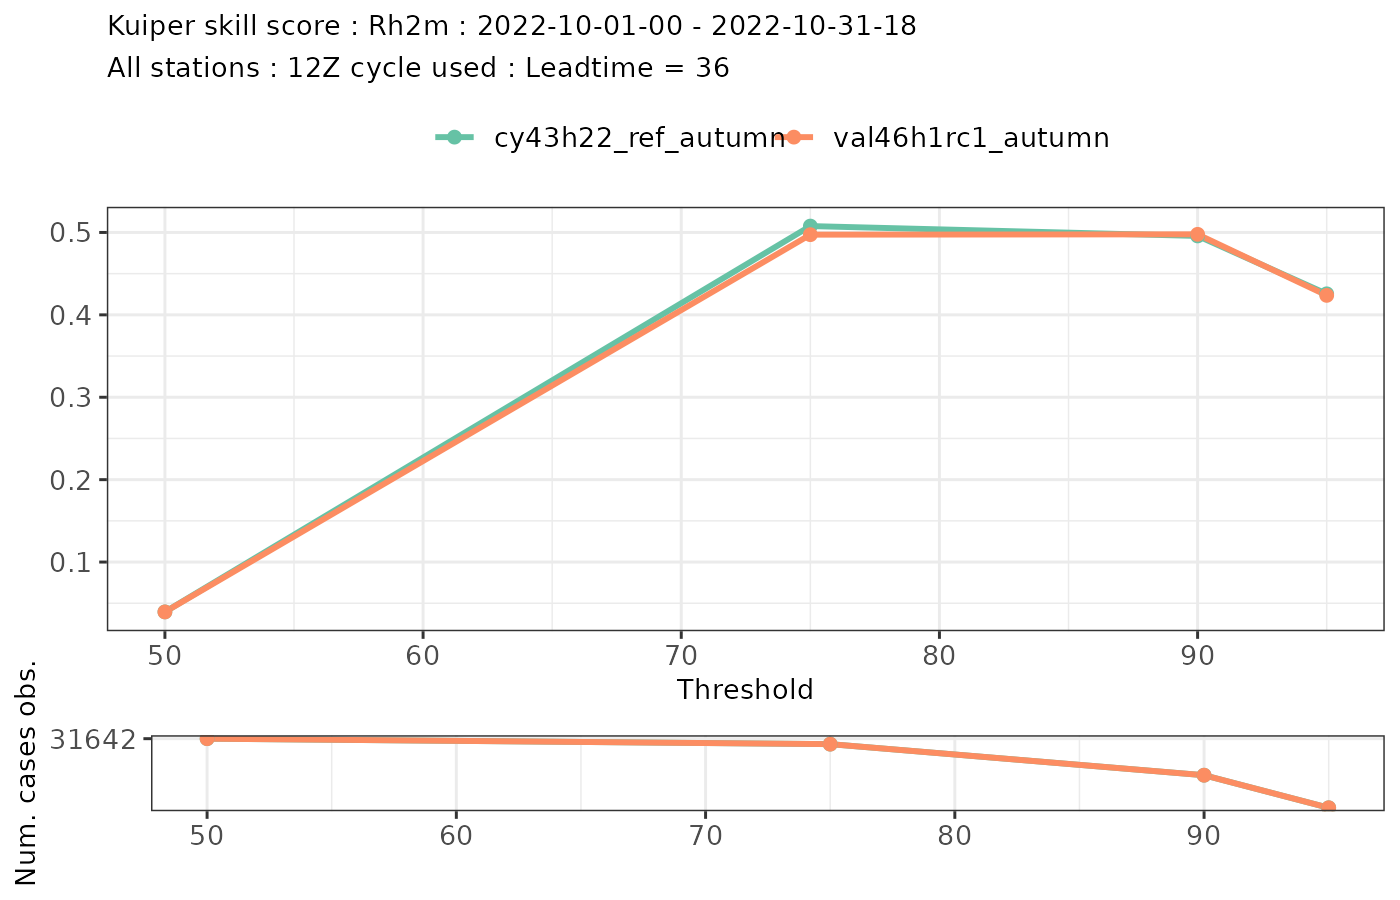 Kuiper skill score : Rh2m : 2022-10-01-00 - 2022-10-31-18
All stations : 12Z cycle used : Leadtime = 36
cy43h22_ref_autumn val46h1rc1_autumn
0.5
0.4
0.3
0.2
0.1
50 60 70 80 90
Threshold
Num. cases obs.
31642
50 60 70 80 90